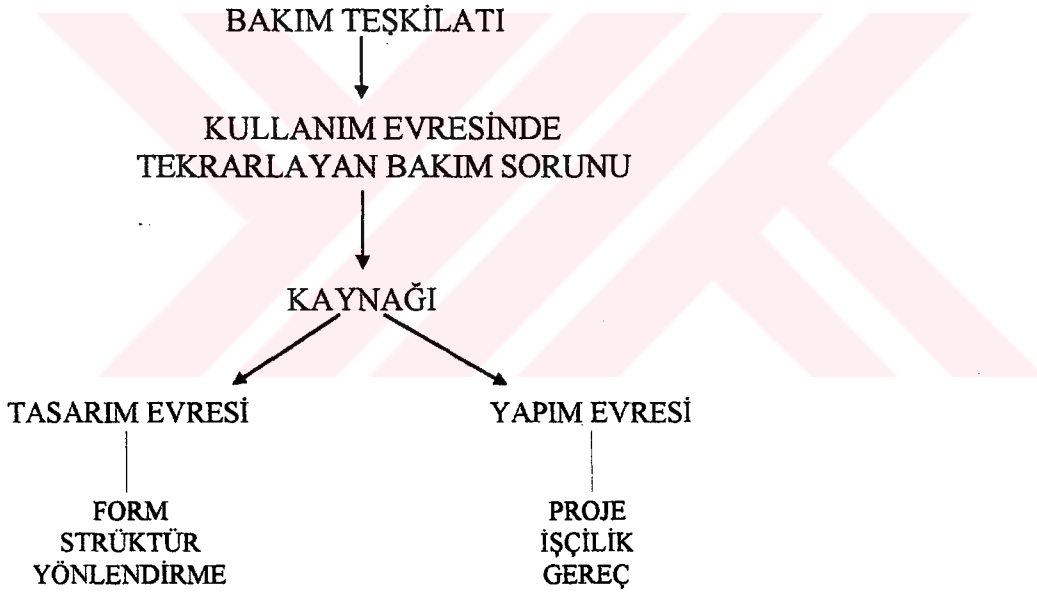 BAKIM TEŞKİLATI
KULLANIM EVRESİNDE
TEKRARLAYAN BAKIM SORUNU
KAYNAĞI
TASARIM EVRESİ
YAPIM EVRESİ
FORM
STRÜKTÜR
YÖNLENDİRME
PROJE
İŞÇİLİK
GEREÇ